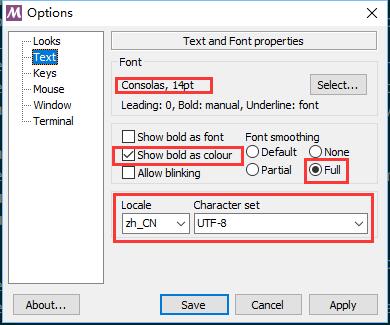 Options
Looks
Text
Keys
Mouse
Window
Terminal
Text and Font properties
Font
Consolas, 14pt
Select...
Leading: 0, Bold: manual, Underline: font
Show bold as font
Show bold as colour
Allow blinking
Font smoothing
Default
None
Partial
Full
Locale
Character set
zh_CN
UTF-8
About...
Save
Cancel
Apply